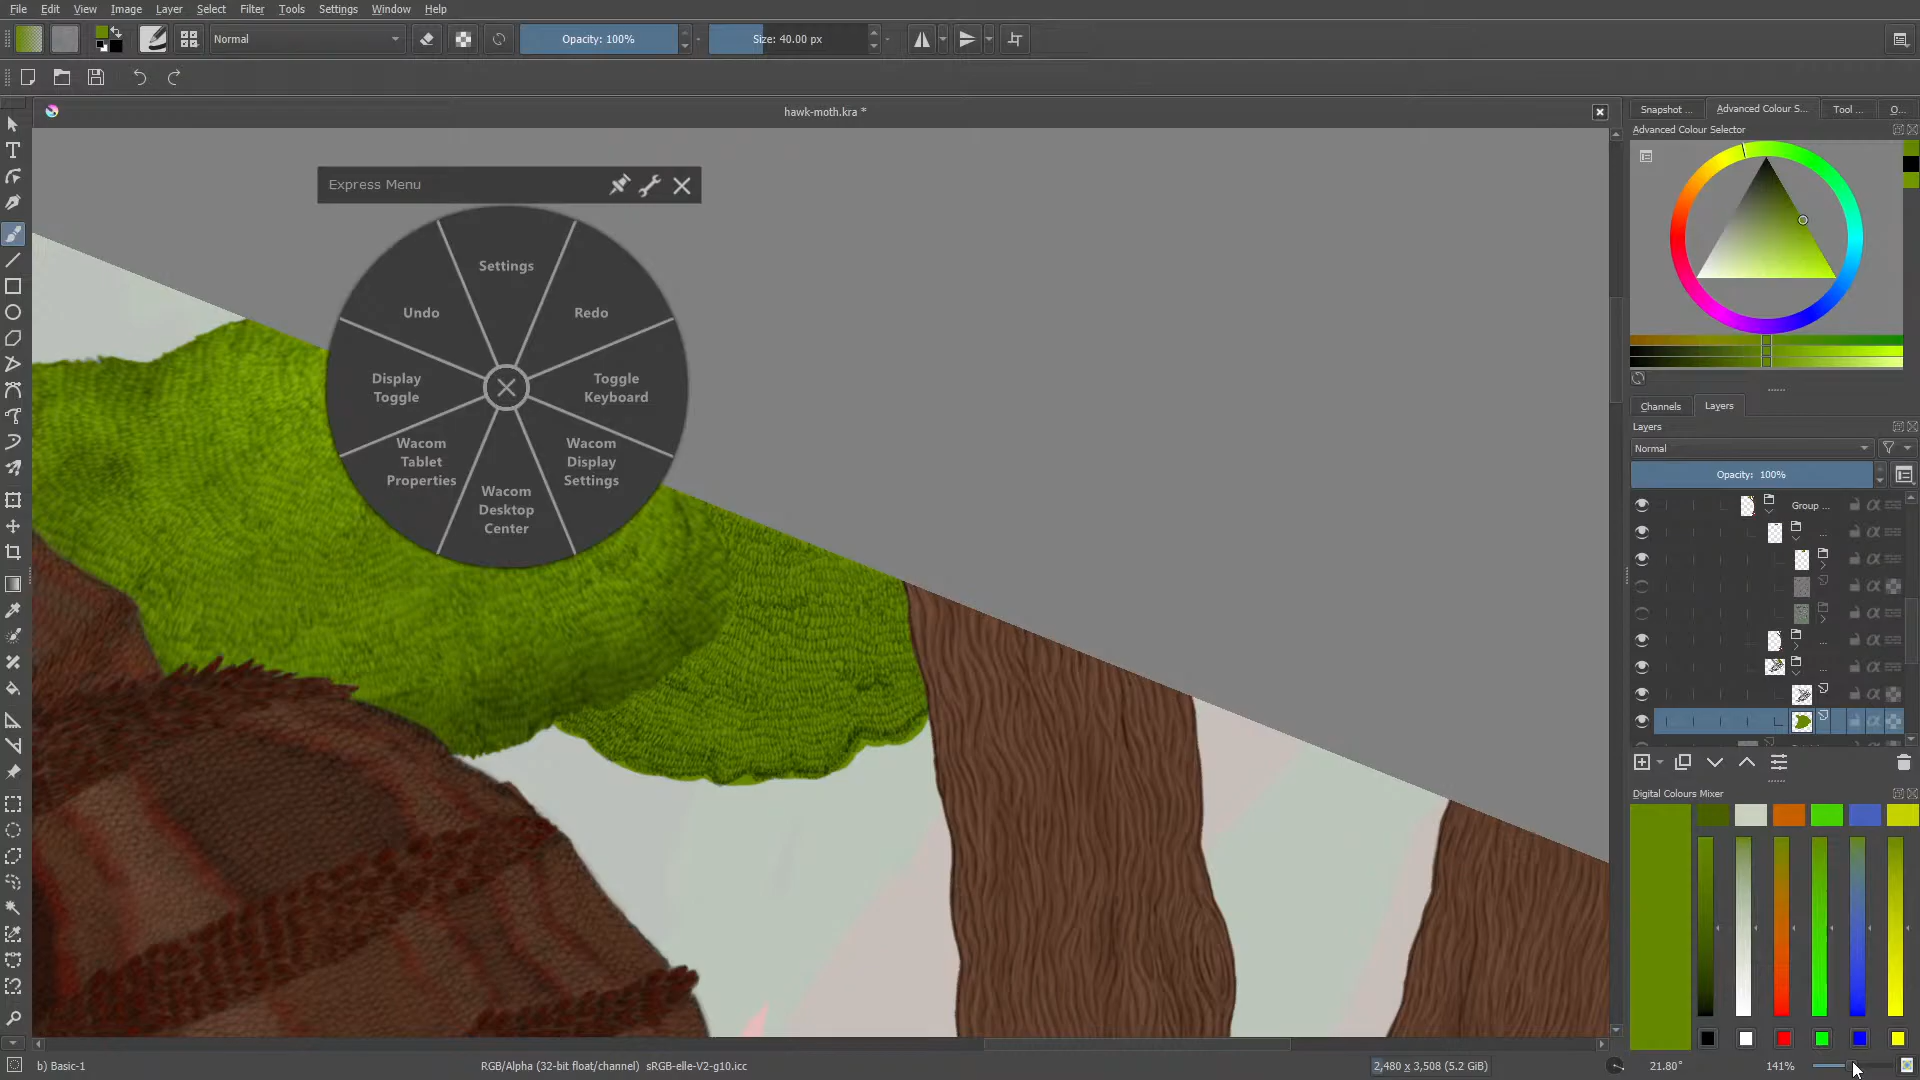 File Edit View Image Layer Select Filter Tools Settings Window Help
Normal Opacity: 100% Size: 40.00 px
hawk-moth.kra *
Snapshot ... Advanced Colour S... Tool ... O...
Advanced Colour Selector
Express Menu
Settings
Undo
Redo
Display
Toggle
Toggle
Keyboard
Wacom
Tablet
Properties
Wacom
Display
Settings
Wacom
Desktop
Center
Channels Layers
Layers
Normal
Opacity: 100%
Group ...
...
...
...
Digital Colours Mixer
b) Basic-1 RGB/Alpha (32-bit float/channel) sRGB-elle-V2-g10.icc 2,480 x 3,508 (5.2 GiB) 21.80° 141%